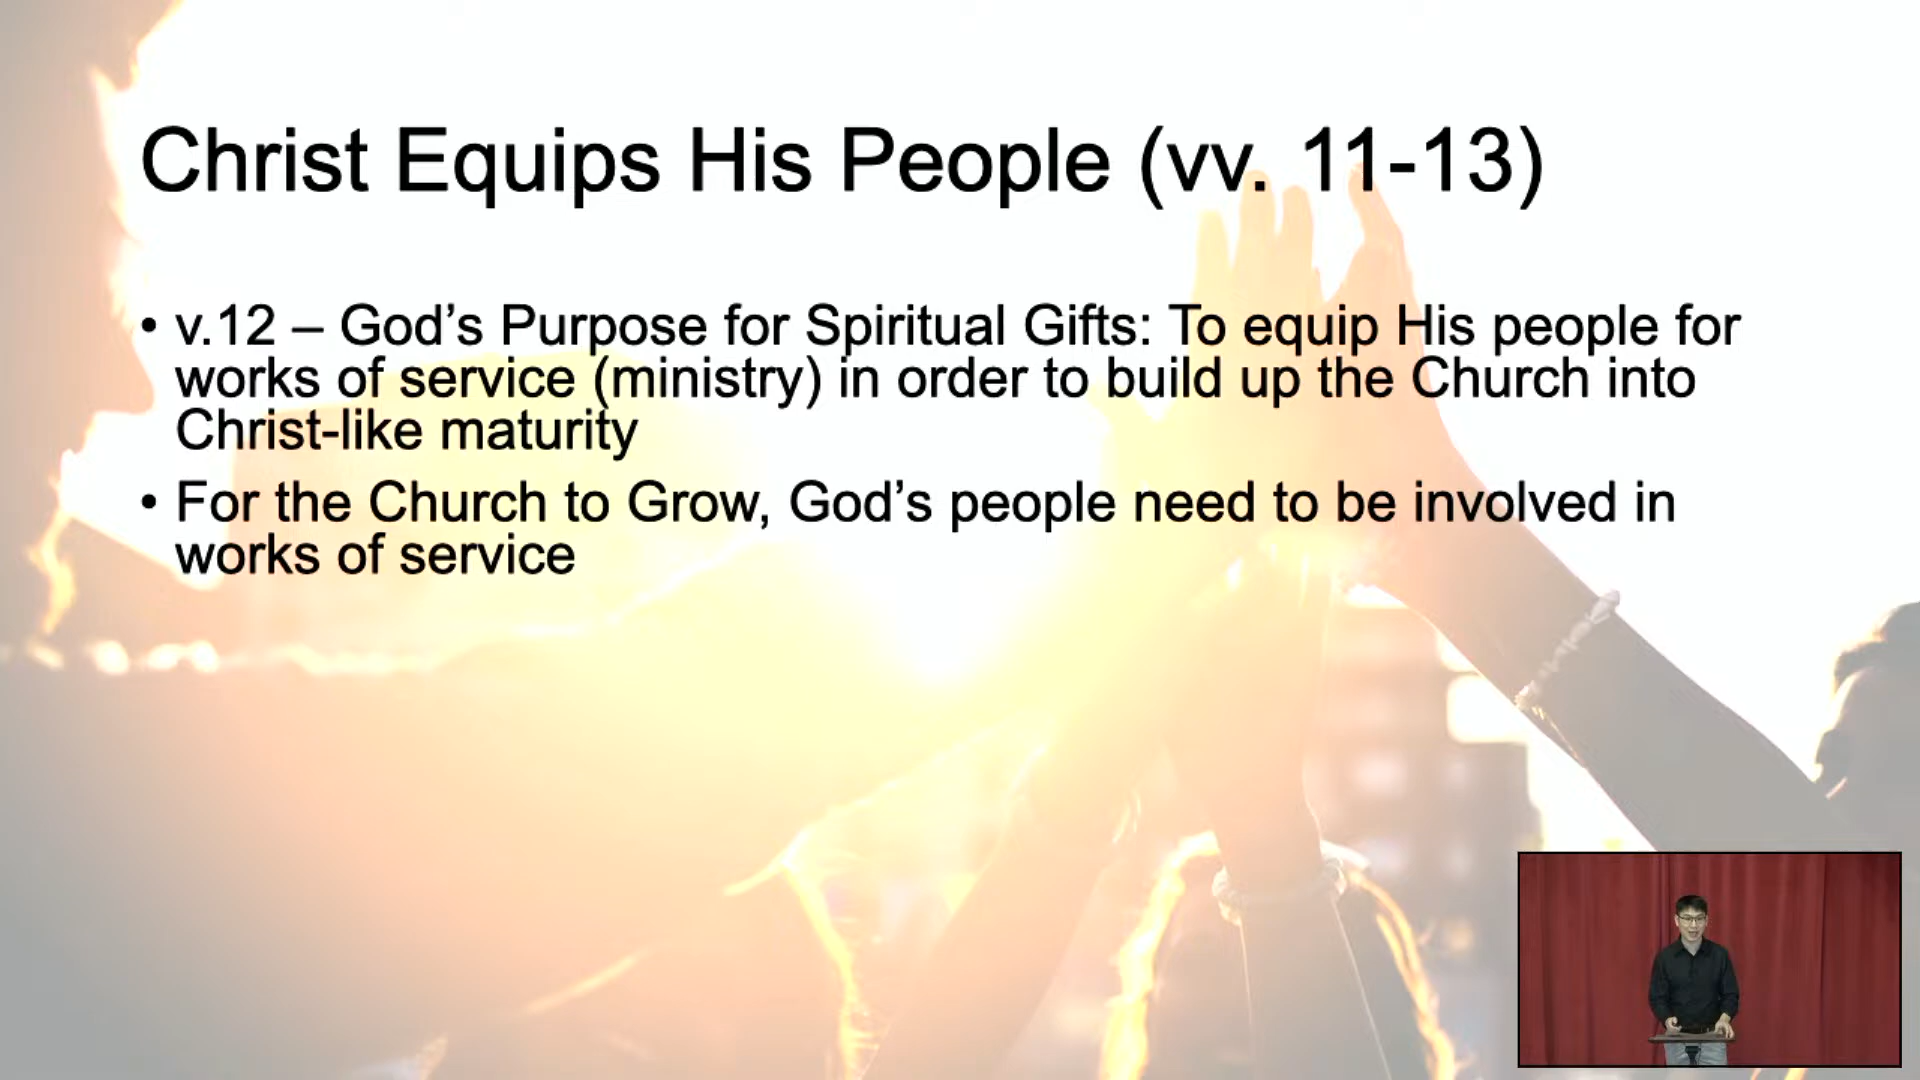 Christ Equips His People (vv. 11-13)
• v.12 – God’s Purpose for Spiritual Gifts: To equip His people for
works of service (ministry) in order to build up the Church into
Christ-like maturity
• For the Church to Grow, God’s people need to be involved in
works of service